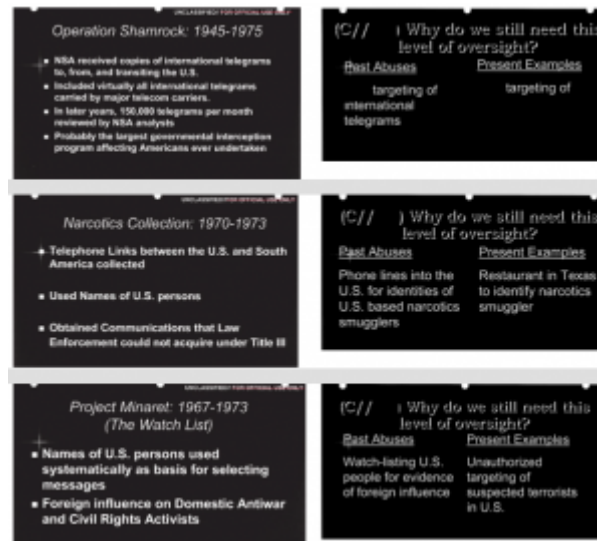 UNCLASSIFIED//FOR OFFICIAL USE ONLY
Operation Shamrock: 1945-1975
NSA received copies of international telegrams
to, from, and transiting the U.S.
Included virtually all international telegrams
carried by major telecom carriers.
In later years, 150,000 telegrams per month
reviewed by NSA analysts
Probably the largest governmental interception
program affecting Americans ever undertaken
(C// ) Why do we still need this
level of oversight?
Past Abuses
targeting of
international
telegrams
Present Examples
targeting of
UNCLASSIFIED//FOR OFFICIAL USE ONLY
Narcotics Collection: 1970-1973
Telephone Links between the U.S. and South
America collected
Used Names of U.S. persons
Obtained Communications that Law
Enforcement could not acquire under Title III
(C// ) Why do we still need this
level of oversight?
Past Abuses
Phone lines into the
U.S. for identities of
U.S. based narcotics
smugglers
Present Examples
Restaurant in Texas
to identify narcotics
smuggler
UNCLASSIFIED//FOR OFFICIAL USE ONLY
Project Minaret: 1967-1973
(The Watch List)
Names of U.S. persons used
systematically as basis for selecting
messages
Foreign influence on Domestic Antiwar
and Civil Rights Activists
(C// ) Why do we still need this
level of oversight?
Past Abuses
Watch-listing U.S.
people for evidence
of foreign influence
Present Examples
Unauthorized
targeting of
suspected terrorists
in U.S.